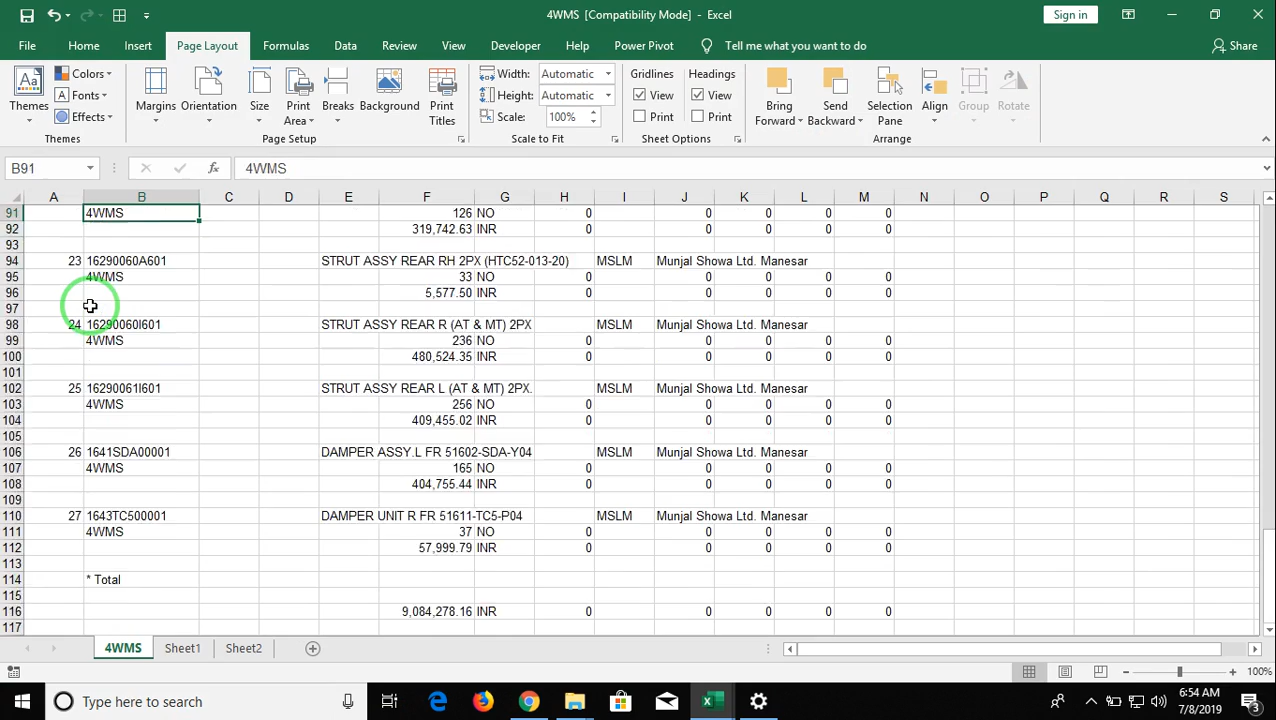 4WMS [Compatibility Mode] - Excel
Sign in
File Home Insert Page Layout Formulas Data Review View Developer Help Power Pivot Tell me what you want to do Share
Themes Colors Fonts Effects
Margins Orientation Size Print Area Breaks Background Print Titles
Width: Automatic
Height: Automatic
Scale: 100%
Gridlines Headings
View View
Print Print
Bring Forward Send Backward Selection Pane Align Group Rotate
Themes Page Setup Scale to Fit Sheet Options Arrange
B91 fx 4WMS
A B C D E F G H I J K L M N O P Q R S
91 4WMS 126 NO 0 0 0 0 0
92 319,742.63 INR 0 0 0 0 0
93
94 23 16290060A601 STRUT ASSY REAR RH 2PX (HTC52-013-20) MSLM Munjal Showa Ltd. Manesar
95 4WMS 33 NO 0 0 0 0 0
96 5,577.50 INR 0 0 0 0 0
97
98 24 16290060I601 STRUT ASSY REAR R (AT & MT) 2PX MSLM Munjal Showa Ltd. Manesar
99 4WMS 236 NO 0 0 0 0 0
100 480,524.35 INR 0 0 0 0 0
101
102 25 16290061I601 STRUT ASSY REAR L (AT & MT) 2PX. MSLM Munjal Showa Ltd. Manesar
103 4WMS 256 NO 0 0 0 0 0
104 409,455.02 INR 0 0 0 0 0
105
106 26 1641SDA00001 DAMPER ASSY.L FR 51602-SDA-Y04 MSLM Munjal Showa Ltd. Manesar
107 4WMS 165 NO 0 0 0 0 0
108 404,755.44 INR 0 0 0 0 0
109
110 27 1643TC500001 DAMPER UNIT R FR 51611-TC5-P04 MSLM Munjal Showa Ltd. Manesar
111 4WMS 37 NO 0 0 0 0 0
112 57,999.79 INR 0 0 0 0 0
113
114 * Total
115
116 9,084,278.16 INR 0 0 0 0 0
117
4WMS Sheet1 Sheet2
100%
Type here to search
6:54 AM
7/8/2019
3